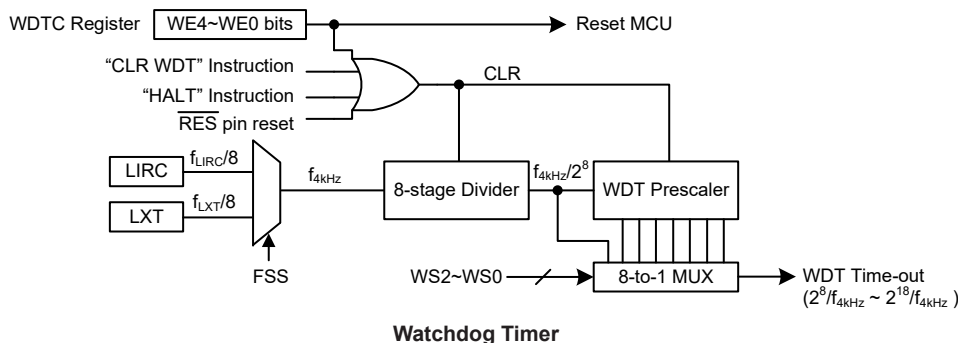 WDTC Register WE4~WE0 bits Reset MCU
“CLR WDT” Instruction CLR
“HALT” Instruction
RES pin reset
LIRC fLIRC/8
f4kHz 8-stage Divider f4kHz/2^8 WDT Prescaler
LXT fLXT/8
FSS
WS2~WS0 8-to-1 MUX WDT Time-out
(2^8/f4kHz ~ 2^18/f4kHz )
Watchdog Timer